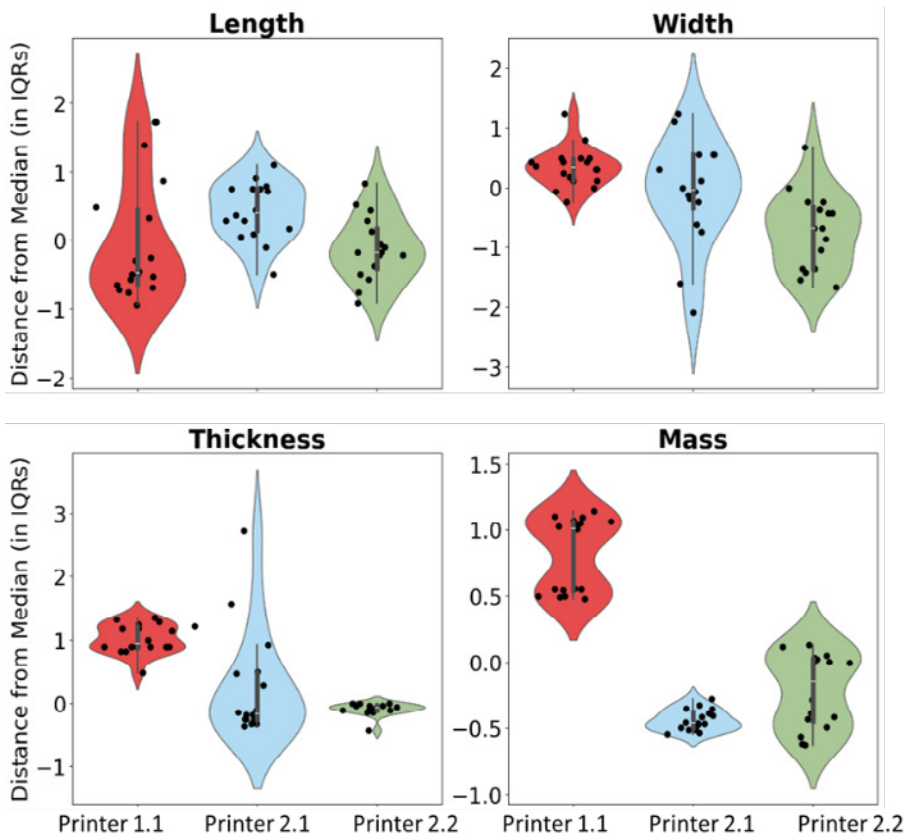 Length
Width
Distance from Median (in IQRs)
2
1
0
−1
−2
2
1
0
−1
−2
−3
Thickness
Mass
Distance from Median (in IQRs)
3
2
1
0
−1
1.5
1.0
0.5
0.0
−0.5
−1.0
Printer 1.1 Printer 2.1 Printer 2.2
Printer 1.1 Printer 2.1 Printer 2.2